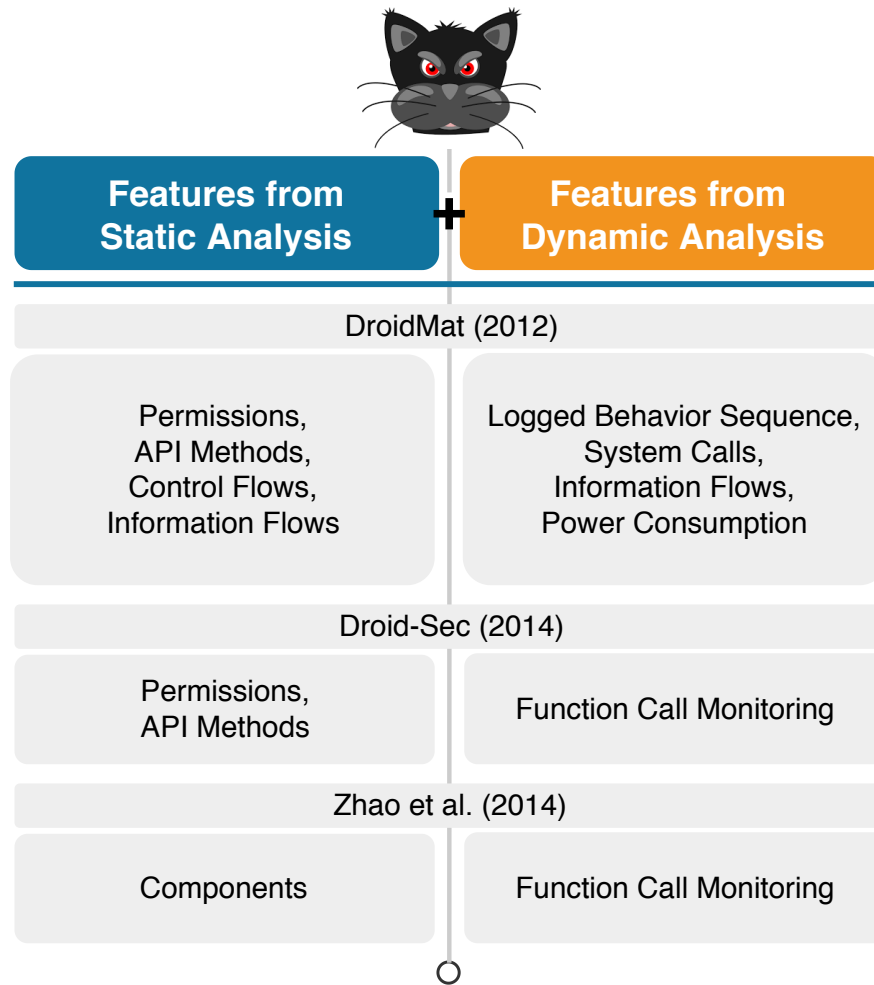 Features from
Static Analysis
+
Features from
Dynamic Analysis
DroidMat (2012)
Permissions,
API Methods,
Control Flows,
Information Flows
Logged Behavior Sequence,
System Calls,
Information Flows,
Power Consumption
Droid-Sec (2014)
Permissions,
API Methods
Function Call Monitoring
Zhao et al. (2014)
Components
Function Call Monitoring